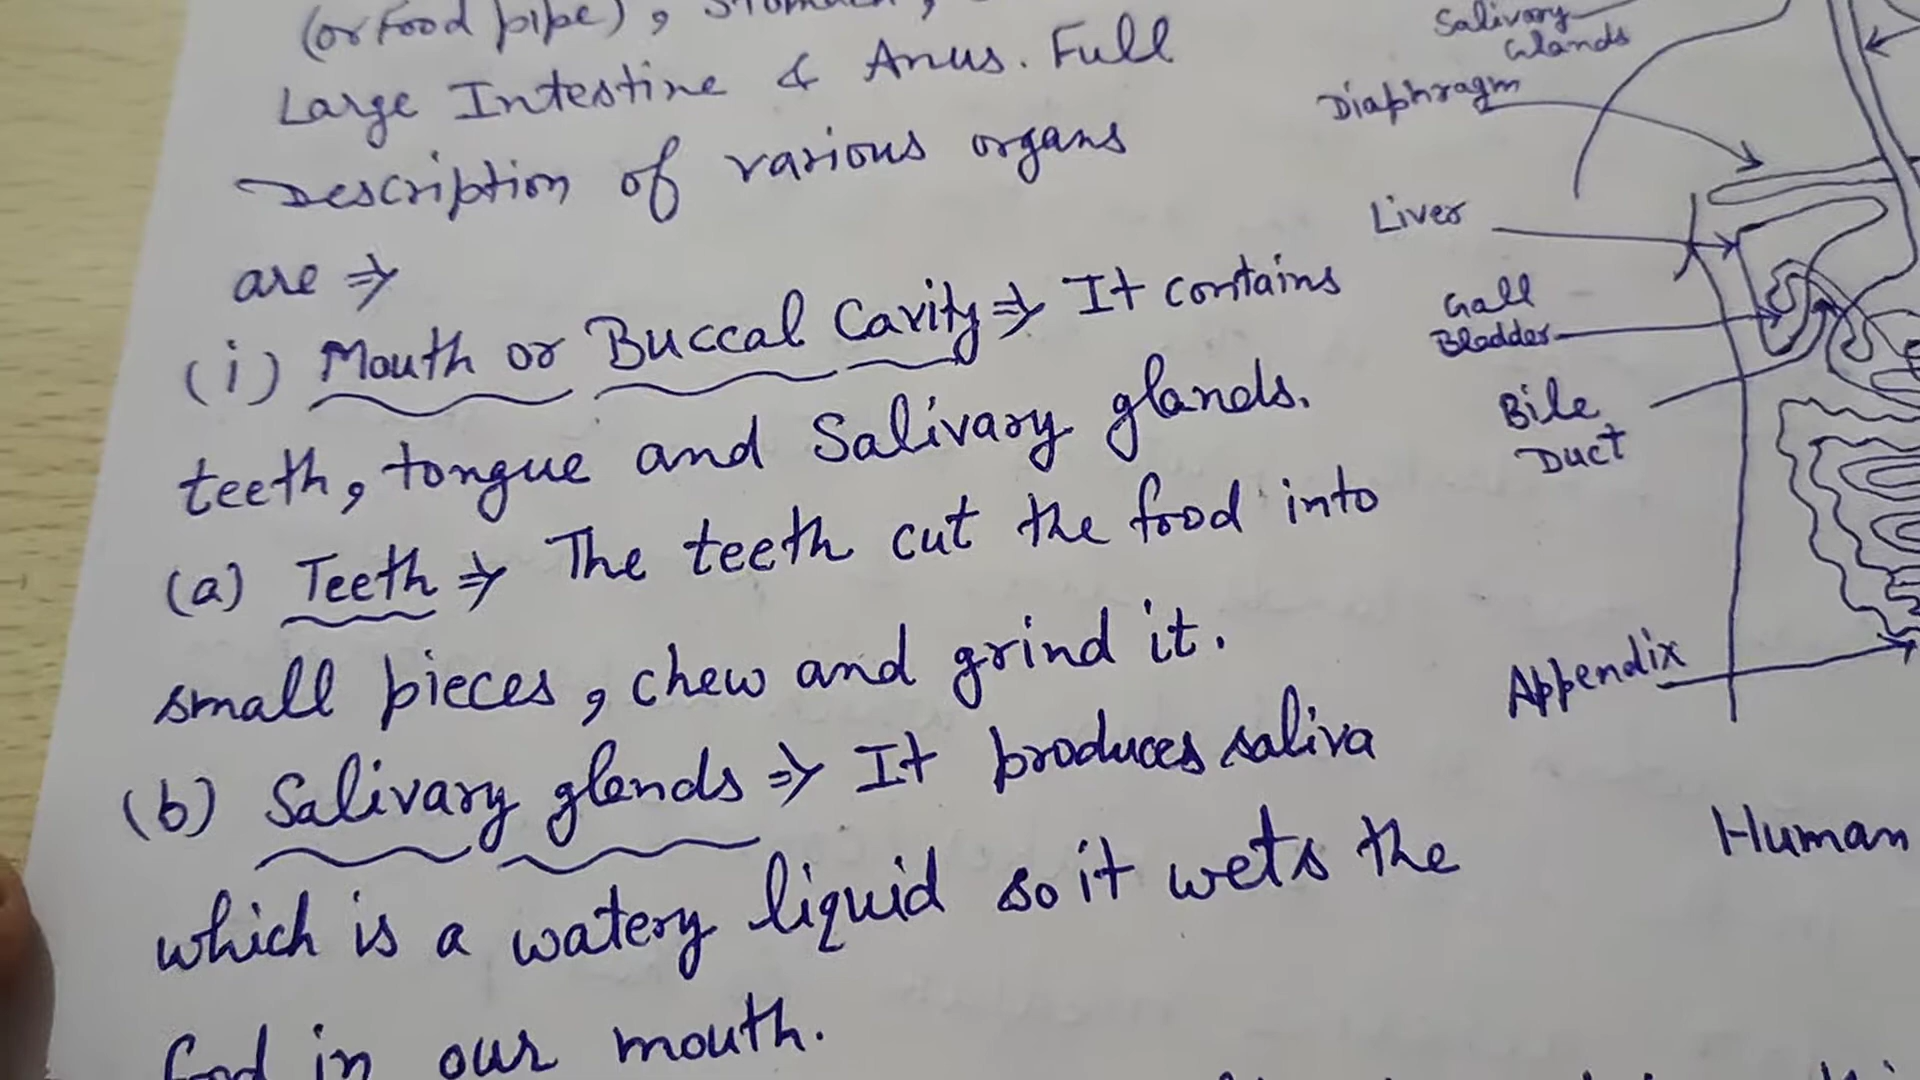 (or Food pipe), Stomach,
Large Intestine & Anus. Full
Description of various organs
are ⇒
(i) Mouth or Buccal Cavity ⇒ It contains
teeth, tongue and Salivary glands.
(a) Teeth ⇒ The teeth cut the food into
small pieces, chew and grind it.
(b) Salivary glands ⇒ It produces saliva
which is a watery liquid so it wets the
food in our mouth.
Salivary
Glands
Diaphragm
Liver
Gall
Bladder
Bile
Duct
Appendix
Human